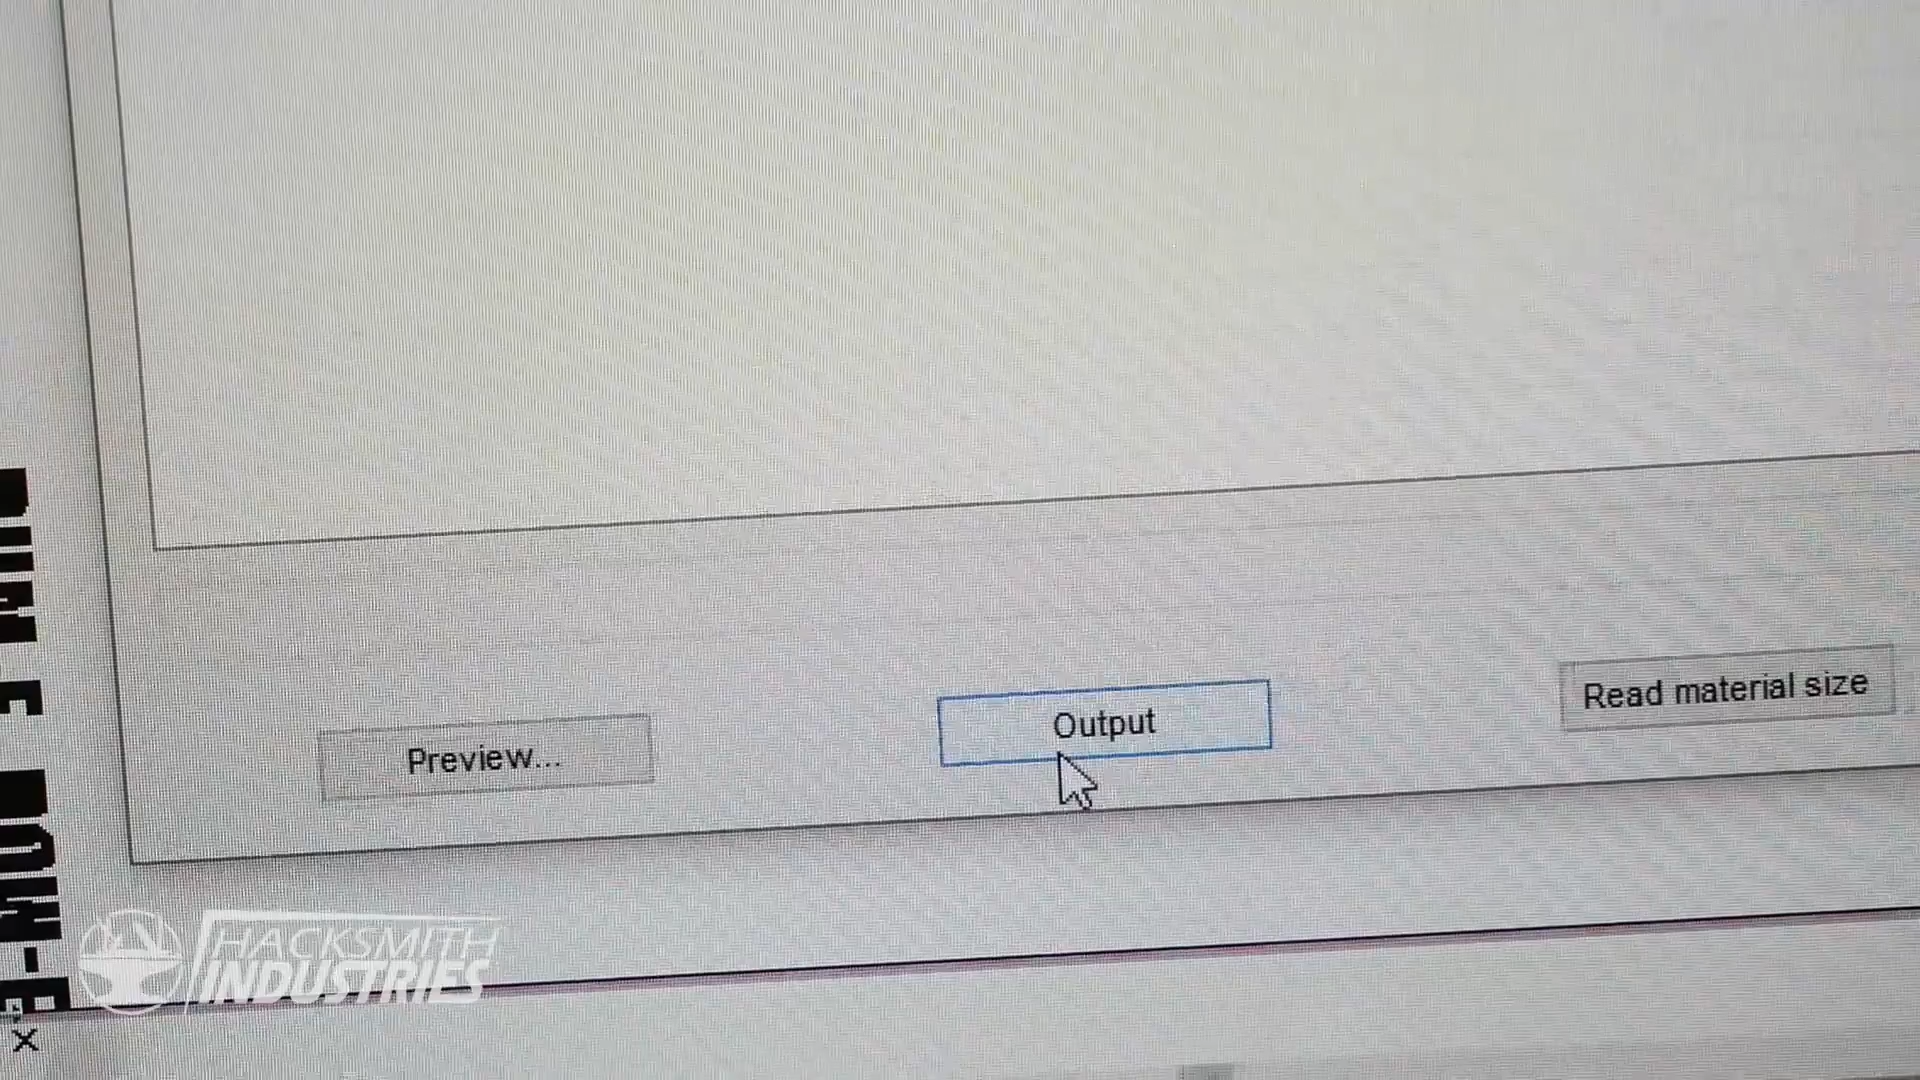 Preview...
Output
Read material size
HACKSMITH
INDUSTRIES